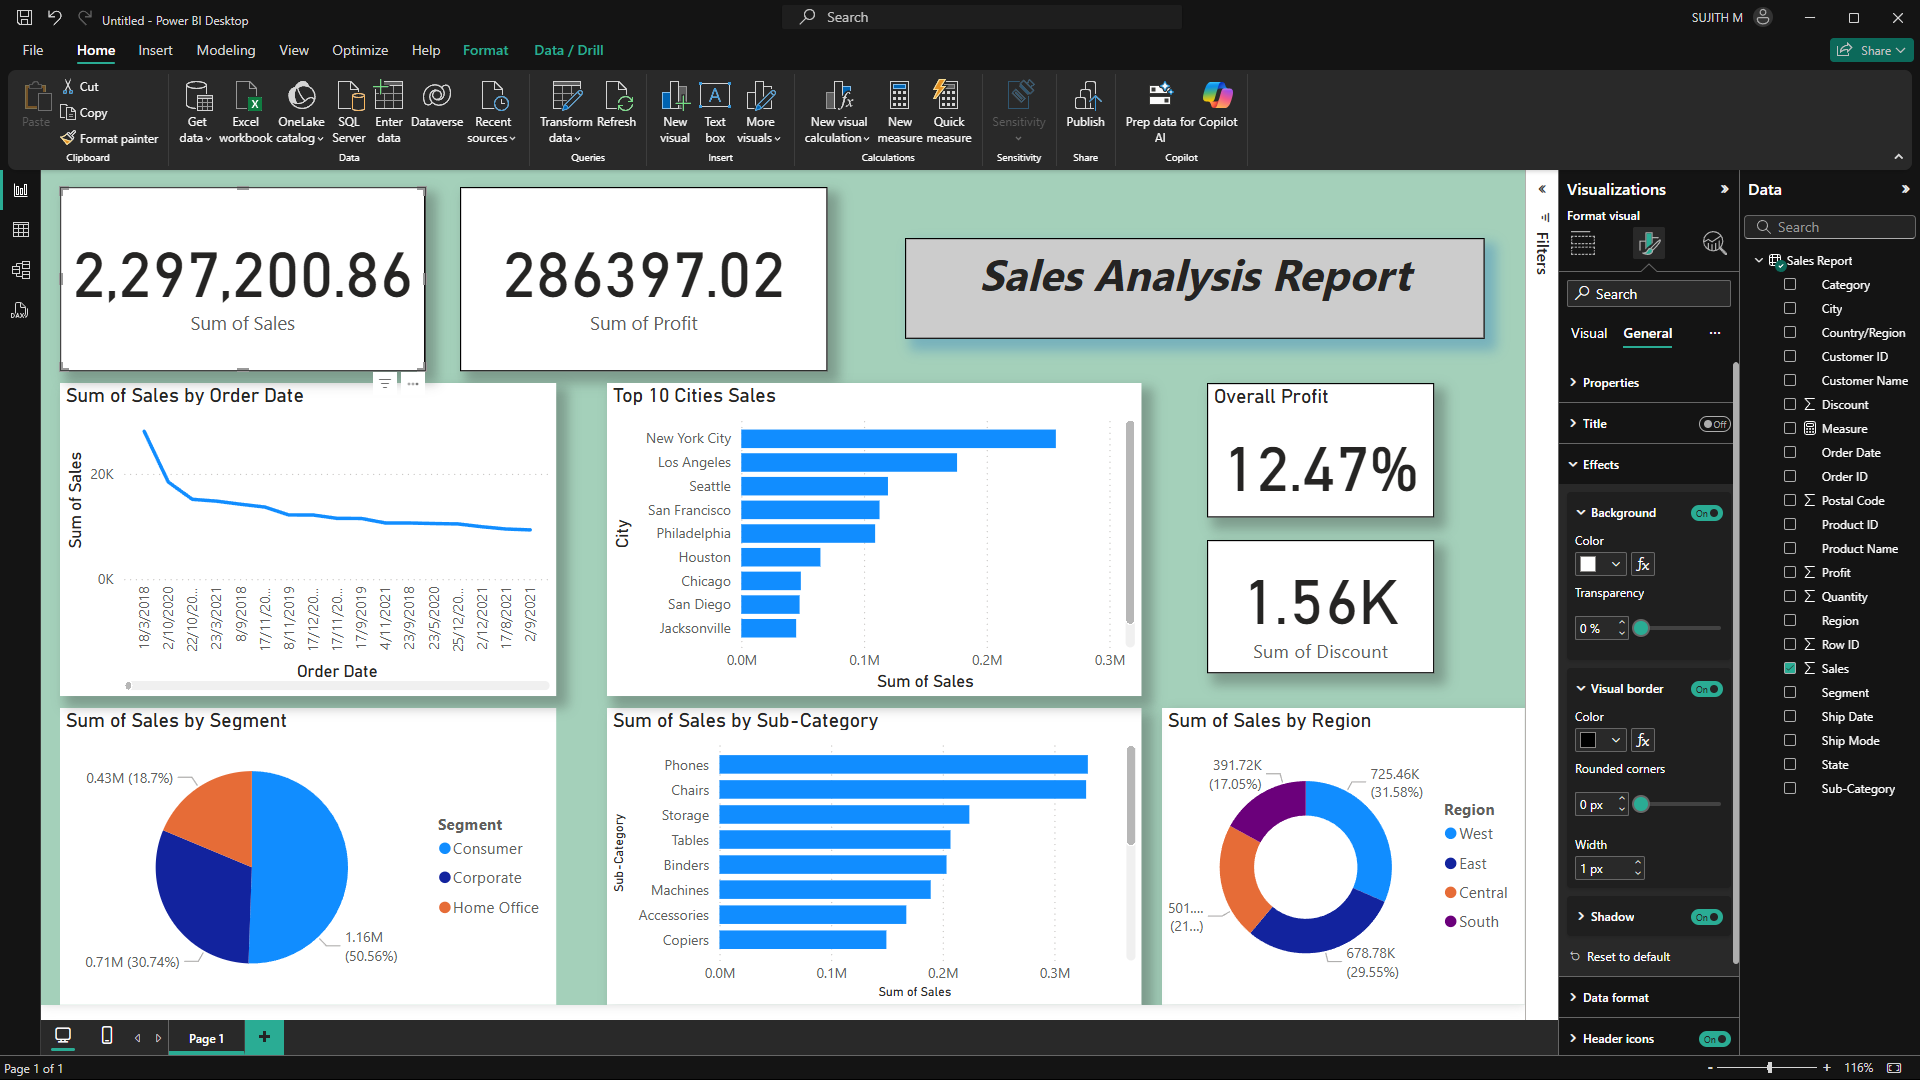 Untitled - Power BI Desktop
Search
SUJITH M
File Home Insert Modeling View Optimize Help Format Data / Drill
Share
Paste
Cut
Copy
Format painter
Clipboard
Get data
Excel workbook
OneLake catalog
SQL Server
Enter data
Dataverse
Recent sources
Data
Transform data
Refresh
Queries
New visual
Text box
More visuals
Insert
New visual calculation
New measure
Quick measure
Calculations
Sensitivity
Sensitivity
Publish
Share
Prep data for AI
Copilot
Copilot
2,297,200.86
Sum of Sales
286397.02
Sum of Profit
Sales Analysis Report
Sum of Sales by Order Date
Sum of Sales
20K
0K
18/3/2018
2/10/2020
22/10/20...
23/3/2021
8/9/2018
17/11/20...
8/11/2019
17/12/20...
17/11/20...
17/9/2019
4/11/2021
23/9/2018
23/5/2020
25/12/20...
2/12/2021
17/8/2021
2/9/2021
Order Date
Top 10 Cities Sales
City
New York City
Los Angeles
Seattle
San Francisco
Philadelphia
Houston
Chicago
San Diego
Jacksonville
0.0M 0.1M 0.2M 0.3M
Sum of Sales
Overall Profit
12.47%
1.56K
Sum of Discount
Sum of Sales by Segment
0.43M (18.7%)
0.71M (30.74%)
1.16M
(50.56%)
Segment
Consumer
Corporate
Home Office
Sum of Sales by Sub-Category
Sub-Category
Phones
Chairs
Storage
Tables
Binders
Machines
Accessories
Copiers
0.0M 0.1M 0.2M 0.3M
Sum of Sales
Sum of Sales by Region
391.72K
(17.05%)
725.46K
(31.58%)
501....
(21...)
678.78K
(29.55%)
Region
West
East
Central
South
Filters
Visualizations
Format visual
Search
Visual General ...
Properties
Title Off
Effects
Background On
Color
fx
Transparency
0 %
Visual border On
Color
fx
Rounded corners
0 px
Width
1 px
Shadow On
Reset to default
Data format
Header icons On
Data
Search
Sales Report
Category
City
Country/Region
Customer ID
Customer Name
Discount
Measure
Order Date
Order ID
Postal Code
Product ID
Product Name
Profit
Quantity
Region
Row ID
Sales
Segment
Ship Date
Ship Mode
State
Sub-Category
Page 1
Page 1 of 1
116%